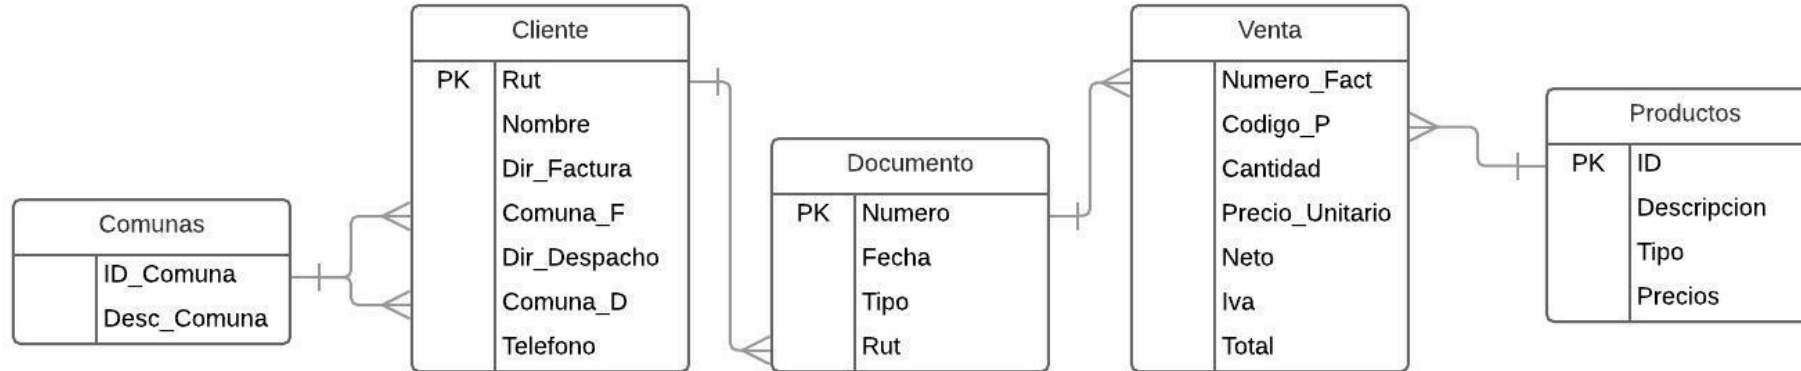 Comunas
ID_Comuna
Desc_Comuna
Cliente
PK Rut
Nombre
Dir_Factura
Comuna_F
Dir_Despacho
Comuna_D
Telefono
Documento
PK Numero
Fecha
Tipo
Rut
Venta
Numero_Fact
Codigo_P
Cantidad
Precio_Unitario
Neto
Iva
Total
Productos
PK ID
Descripcion
Tipo
Precios